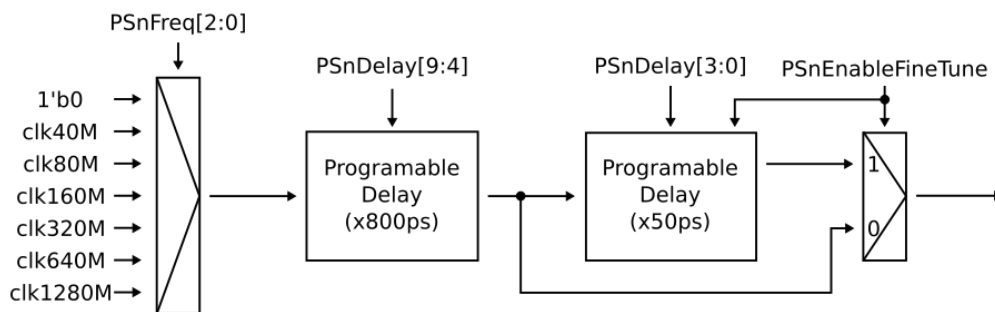 PSnFreq[2:0]
PSnDelay[9:4]
PSnDelay[3:0]
PSnEnableFineTune
1'b0
clk40M
clk80M
clk160M
clk320M
clk640M
clk1280M
Programable
Delay
(x800ps)
Programable
Delay
(x50ps)
1
0